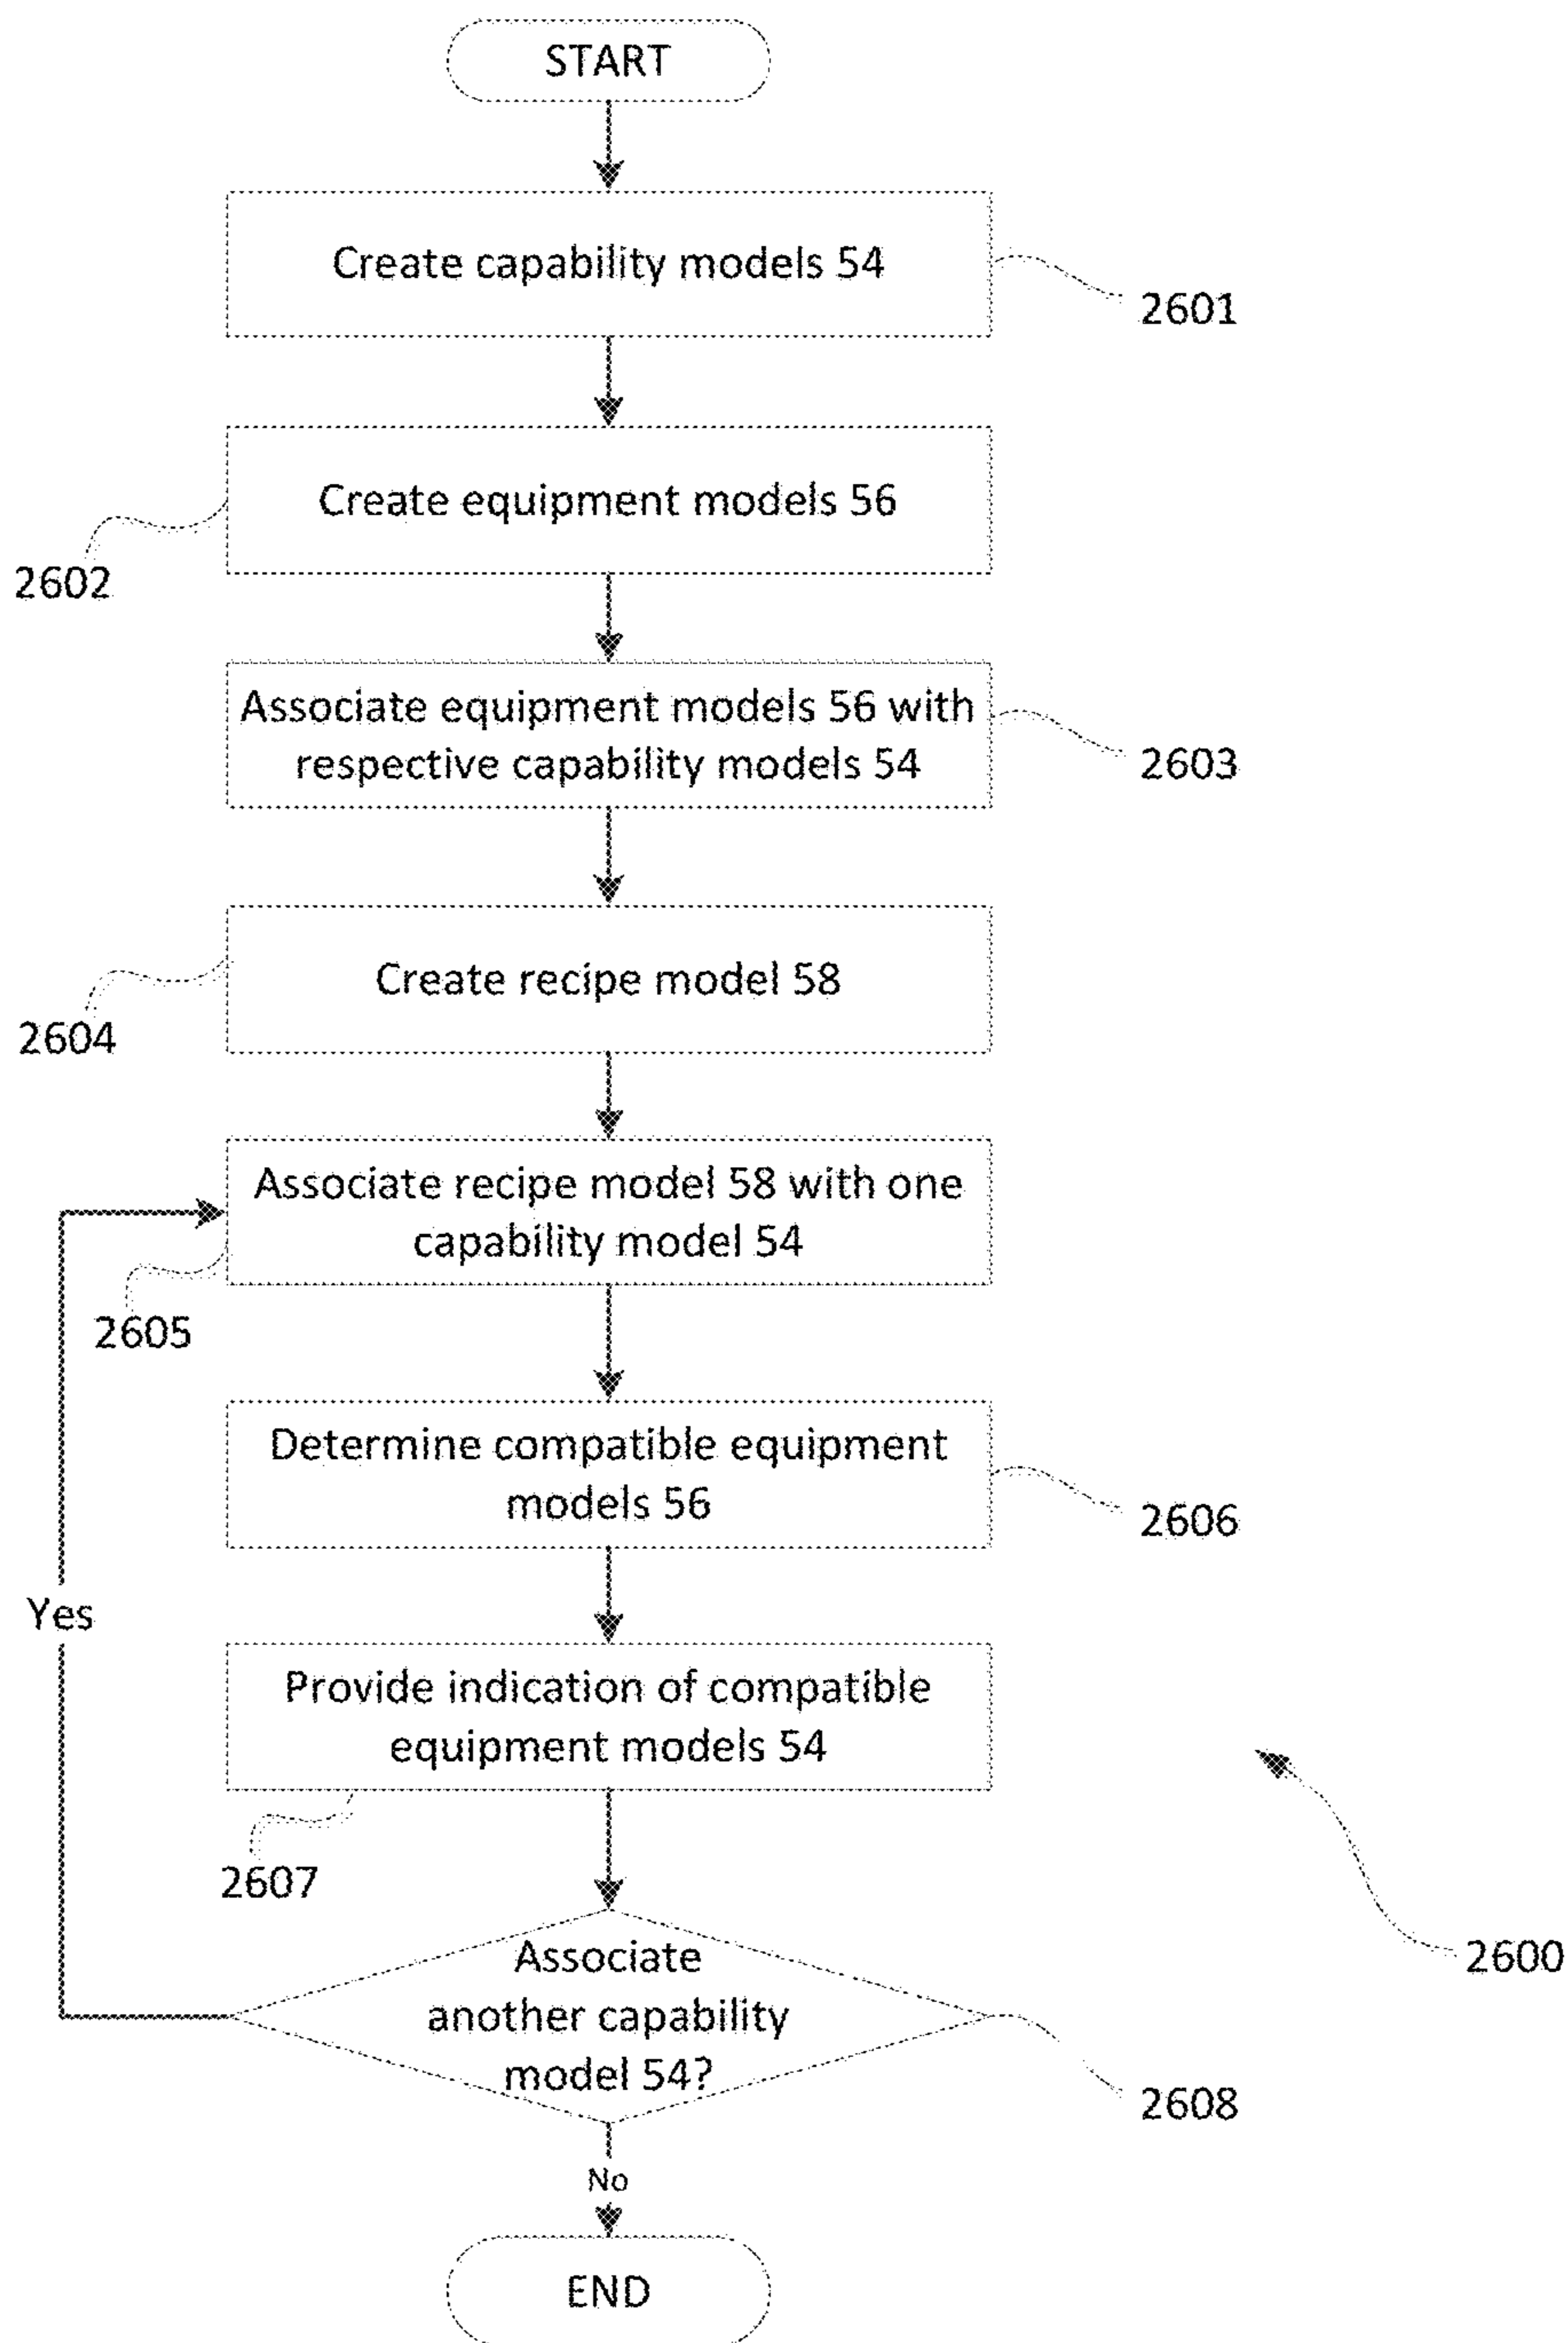 START
Create capability models 54
2601
Create equipment models 56
2602
Associate equipment models 56 with
respective capability models 54
2603
Create recipe model 58
2604
Associate recipe model 58 with one
capability model 54
2605
Determine compatible equipment
models 56
2606
Yes
Provide indication of compatible
equipment models 54
2607
2600
Associate
another capability
model 54?
2608
No
END